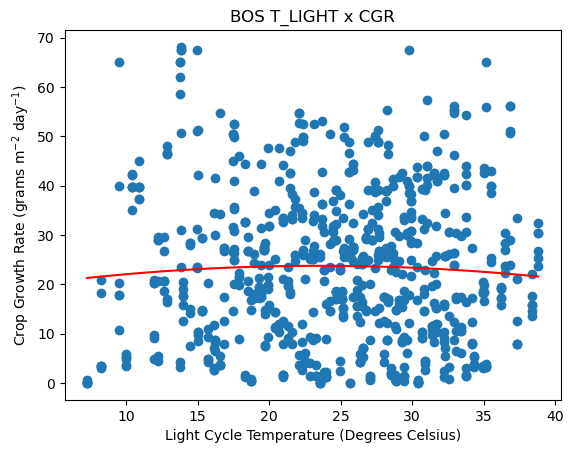 BOS T_LIGHT x CGR
70
60
50
40
30
20
10
0
Crop Growth Rate (grams m⁻² day⁻¹)
10 15 20 25 30 35 40
Light Cycle Temperature (Degrees Celsius)